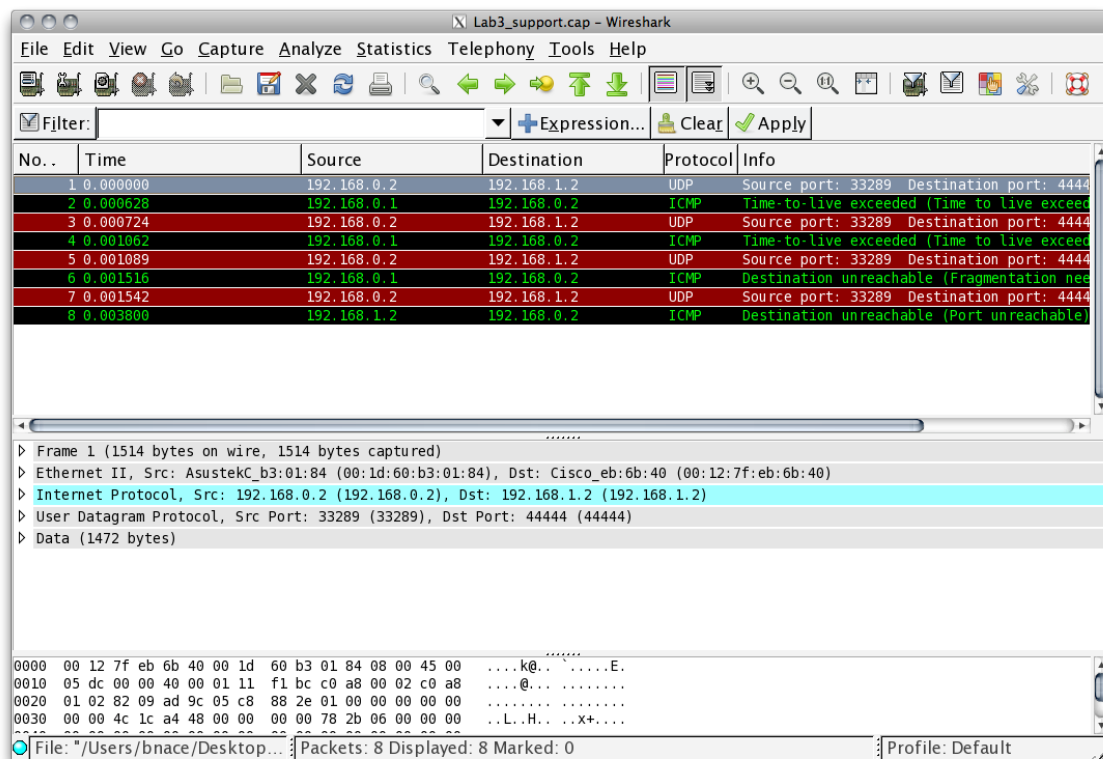 Lab3_support.cap – Wireshark
File Edit View Go Capture Analyze Statistics Telephony Tools Help
Filter: Expression... Clear Apply
No. . Time Source Destination Protocol Info
1 0.000000 192.168.0.2 192.168.1.2 UDP Source port: 33289 Destination port: 4444
2 0.000628 192.168.0.1 192.168.0.2 ICMP Time-to-live exceeded (Time to live exceed
3 0.000724 192.168.0.2 192.168.1.2 UDP Source port: 33289 Destination port: 4444
4 0.001062 192.168.0.1 192.168.0.2 ICMP Time-to-live exceeded (Time to live exceed
5 0.001089 192.168.0.2 192.168.1.2 UDP Source port: 33289 Destination port: 4444
6 0.001516 192.168.0.1 192.168.0.2 ICMP Destination unreachable (Fragmentation nee
7 0.001542 192.168.0.2 192.168.1.2 UDP Source port: 33289 Destination port: 4444
8 0.003800 192.168.1.2 192.168.0.2 ICMP Destination unreachable (Port unreachable)
Frame 1 (1514 bytes on wire, 1514 bytes captured)
Ethernet II, Src: AsustekC_b3:01:84 (00:1d:60:b3:01:84), Dst: Cisco_eb:6b:40 (00:12:7f:eb:6b:40)
Internet Protocol, Src: 192.168.0.2 (192.168.0.2), Dst: 192.168.1.2 (192.168.1.2)
User Datagram Protocol, Src Port: 33289 (33289), Dst Port: 44444 (44444)
Data (1472 bytes)
0000 00 12 7f eb 6b 40 00 1d 60 b3 01 84 08 00 45 00 ....k@.. `.....E.
0010 05 dc 00 00 40 00 01 11 f1 bc c0 a8 00 02 c0 a8 ....@... ........
0020 01 02 82 09 ad 9c 05 c8 88 2e 01 00 00 00 00 00 ........ ........
0030 00 00 4c 1c a4 48 00 00 00 00 78 2b 06 00 00 00 ..L..H.. ..x+....
File: "/Users/bnace/Desktop... Packets: 8 Displayed: 8 Marked: 0 Profile: Default